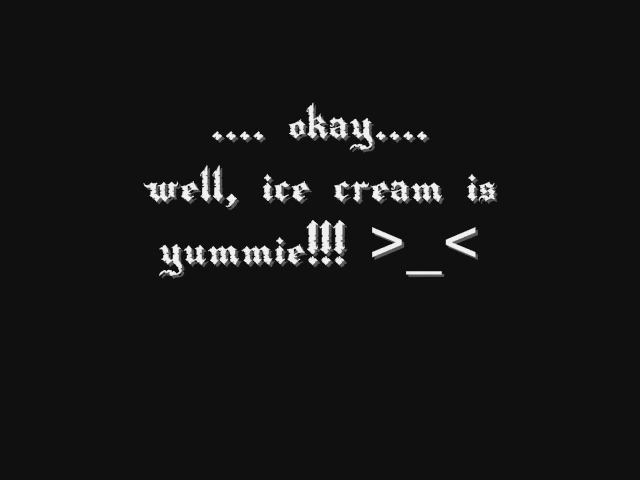 .... okay....
well, ice cream is
yummie!!! >_<